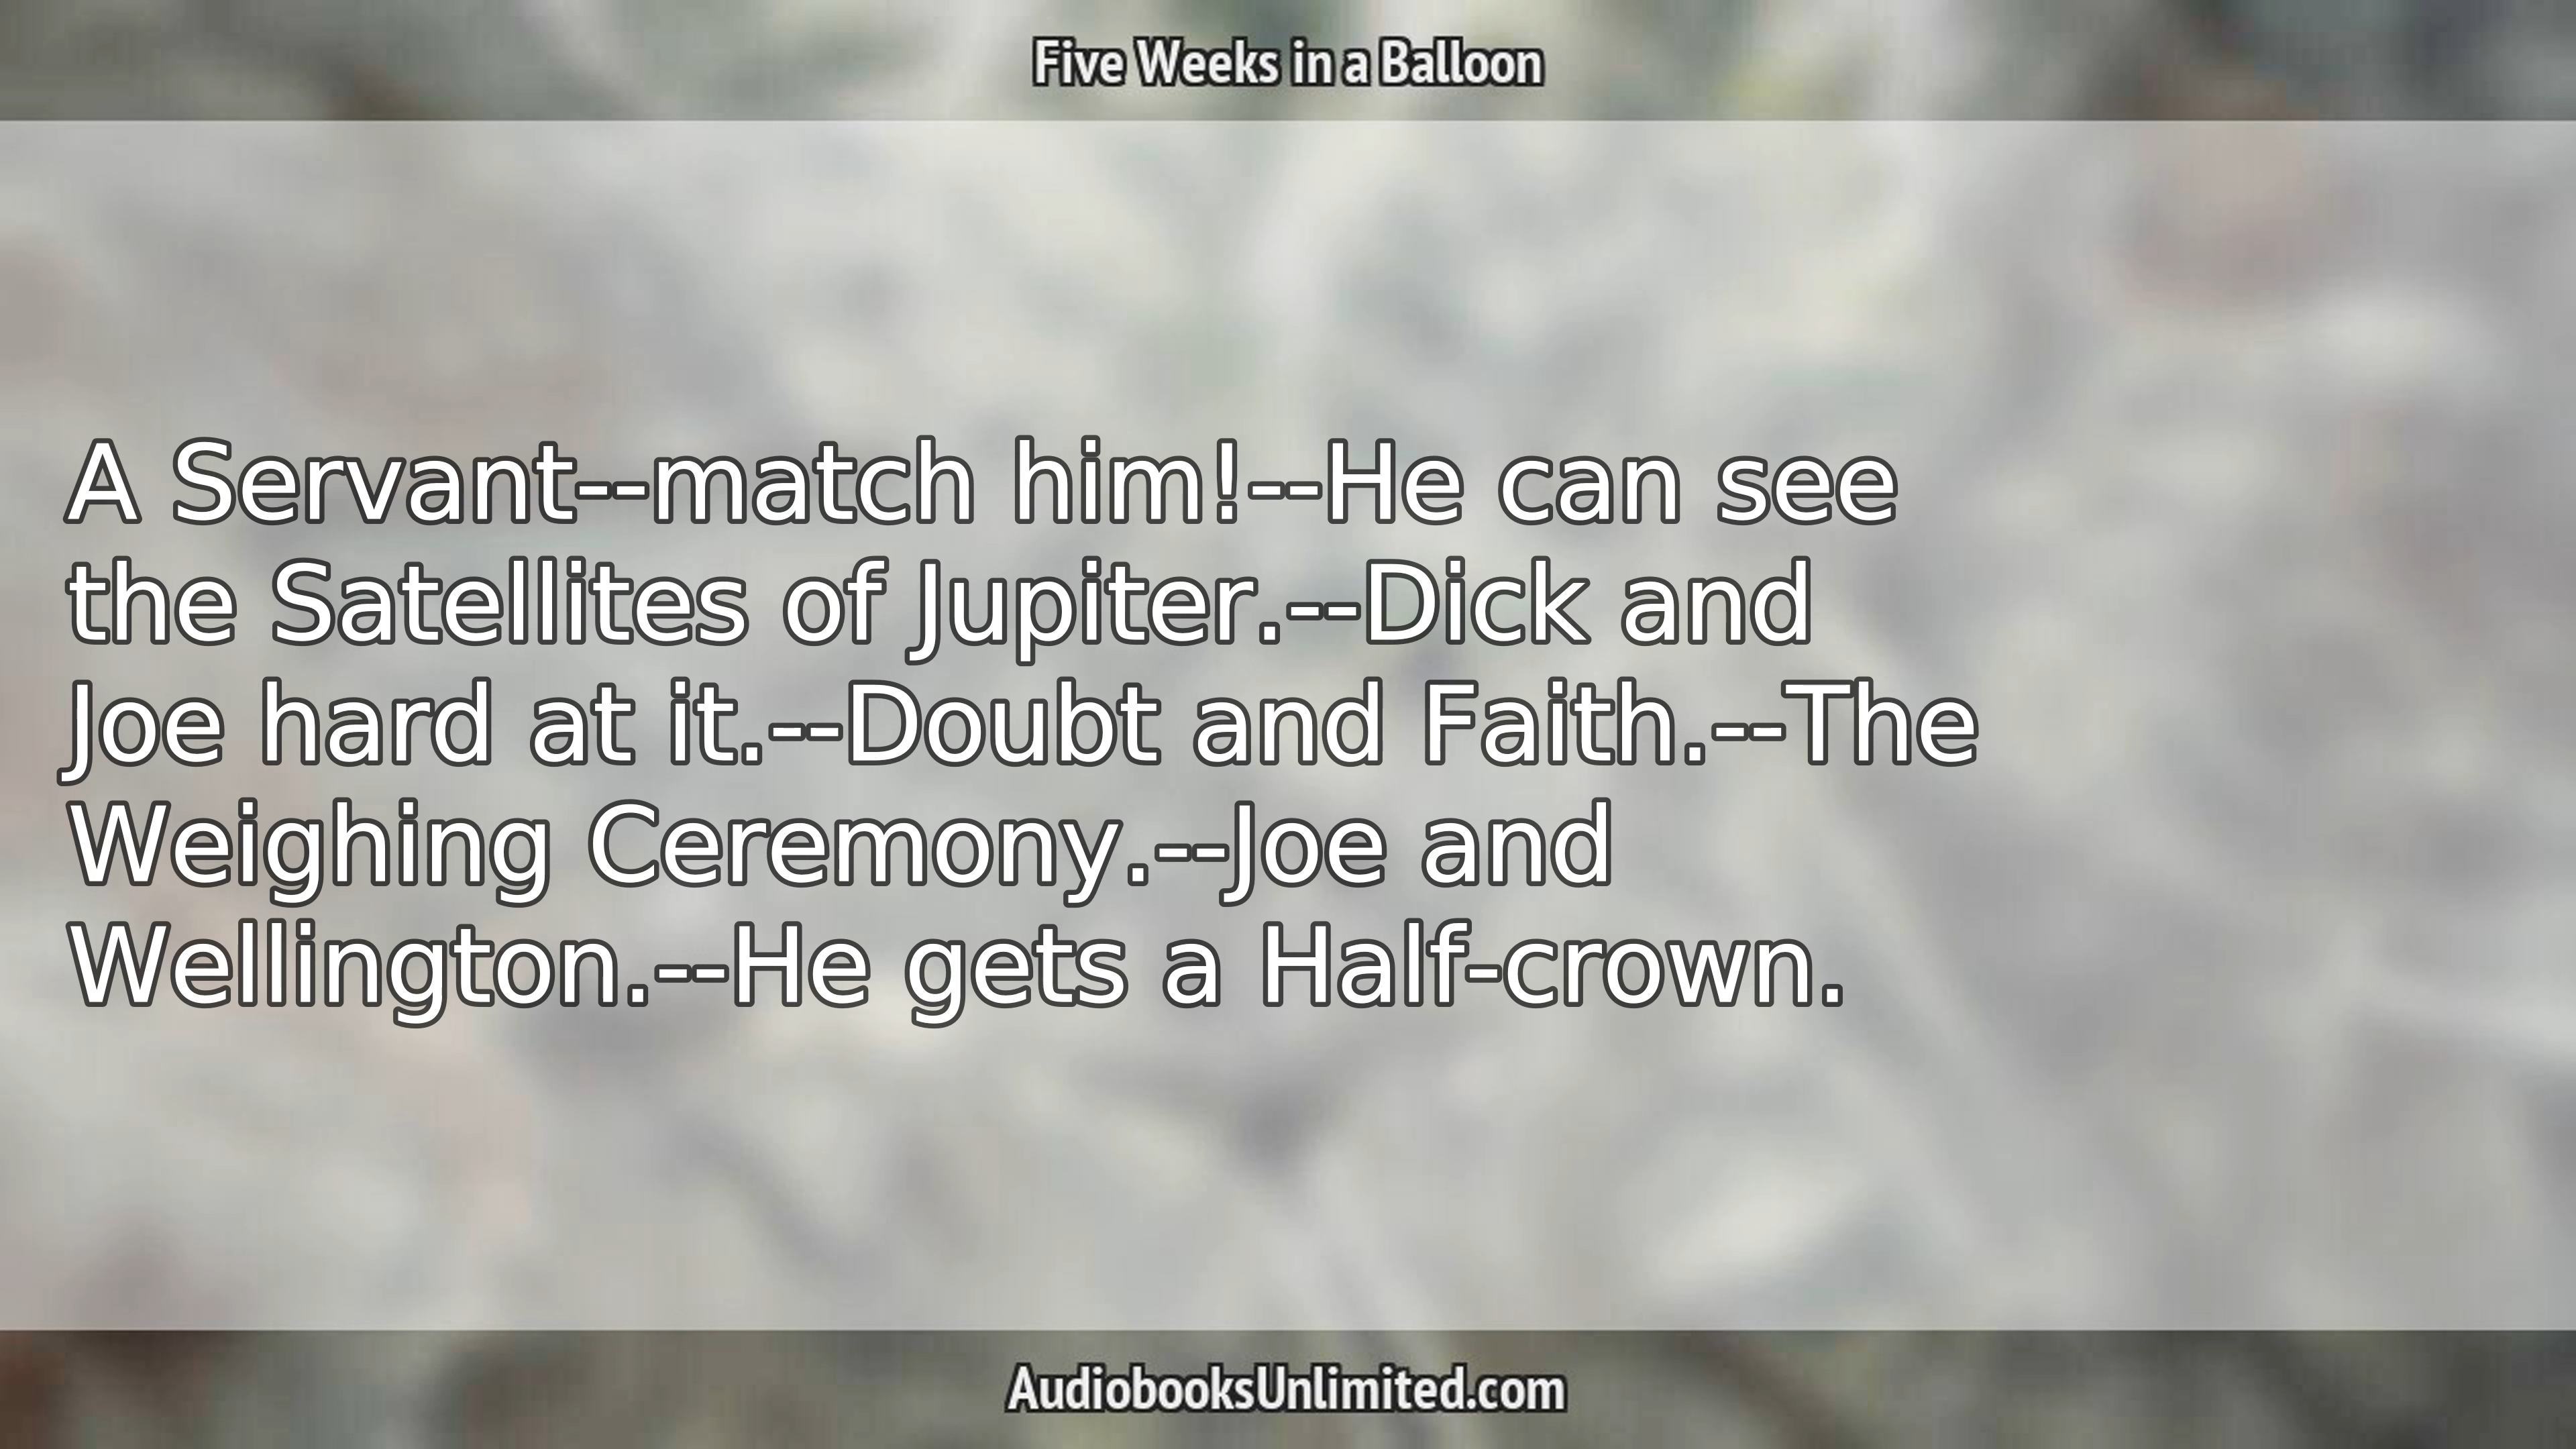 Five Weeks in a Balloon
A Servant--match him!--He can see
the Satellites of Jupiter.--Dick and
Joe hard at it.--Doubt and Faith.--The
Weighing Ceremony.--Joe and
Wellington.--He gets a Half-crown.
AudiobooksUnlimited.com